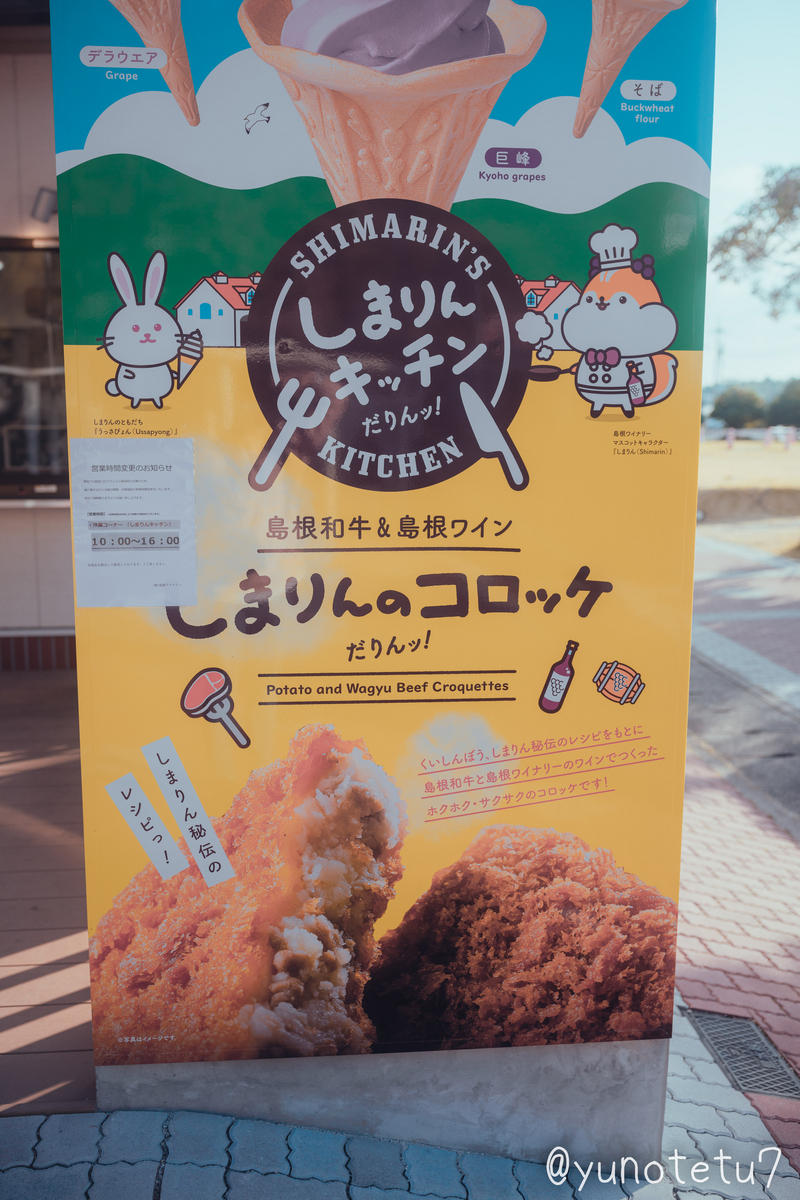 デラウエア
Grape
そば
Buckwheat
flour
巨峰
Kyoho grapes
SHIMARIN'S
しまりん
キッチン
だりんッ!
KITCHEN
しまりんのともだち
『うっさぴょん(Ussapyong)』
島根ワイナリー
マスコットキャラクター
『しまりん(Shimarin)』
営業時間変更のお知らせ
10:00〜16:00
島根和牛&島根ワイン
しまりんのコロッケ
だりんッ!
Potato and Wagyu Beef Croquettes
くいしんぼう、しまりん秘伝のレシピをもとに
島根和牛と島根ワイナリーのワインでつくった
ホクホク・サクサクのコロッケです!
しまりん秘伝の
レシピっ!
※写真はイメージです。
@yunotetu7